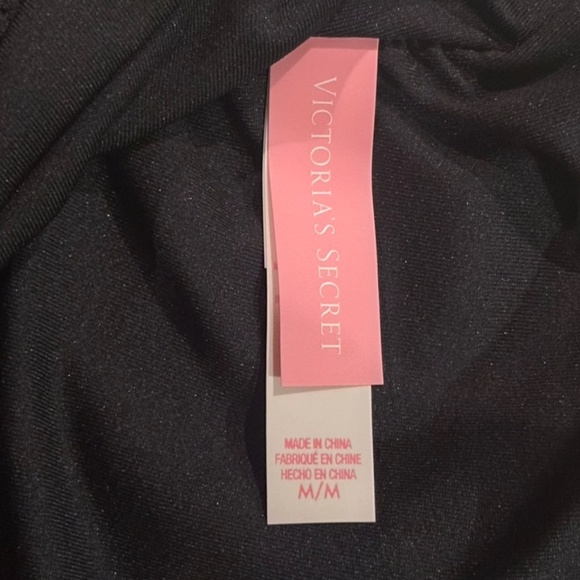 VICTORIA'S SECRET
MADE IN CHINA
FABRIQUÉ EN CHINE
HECHO EN CHINA
M/M